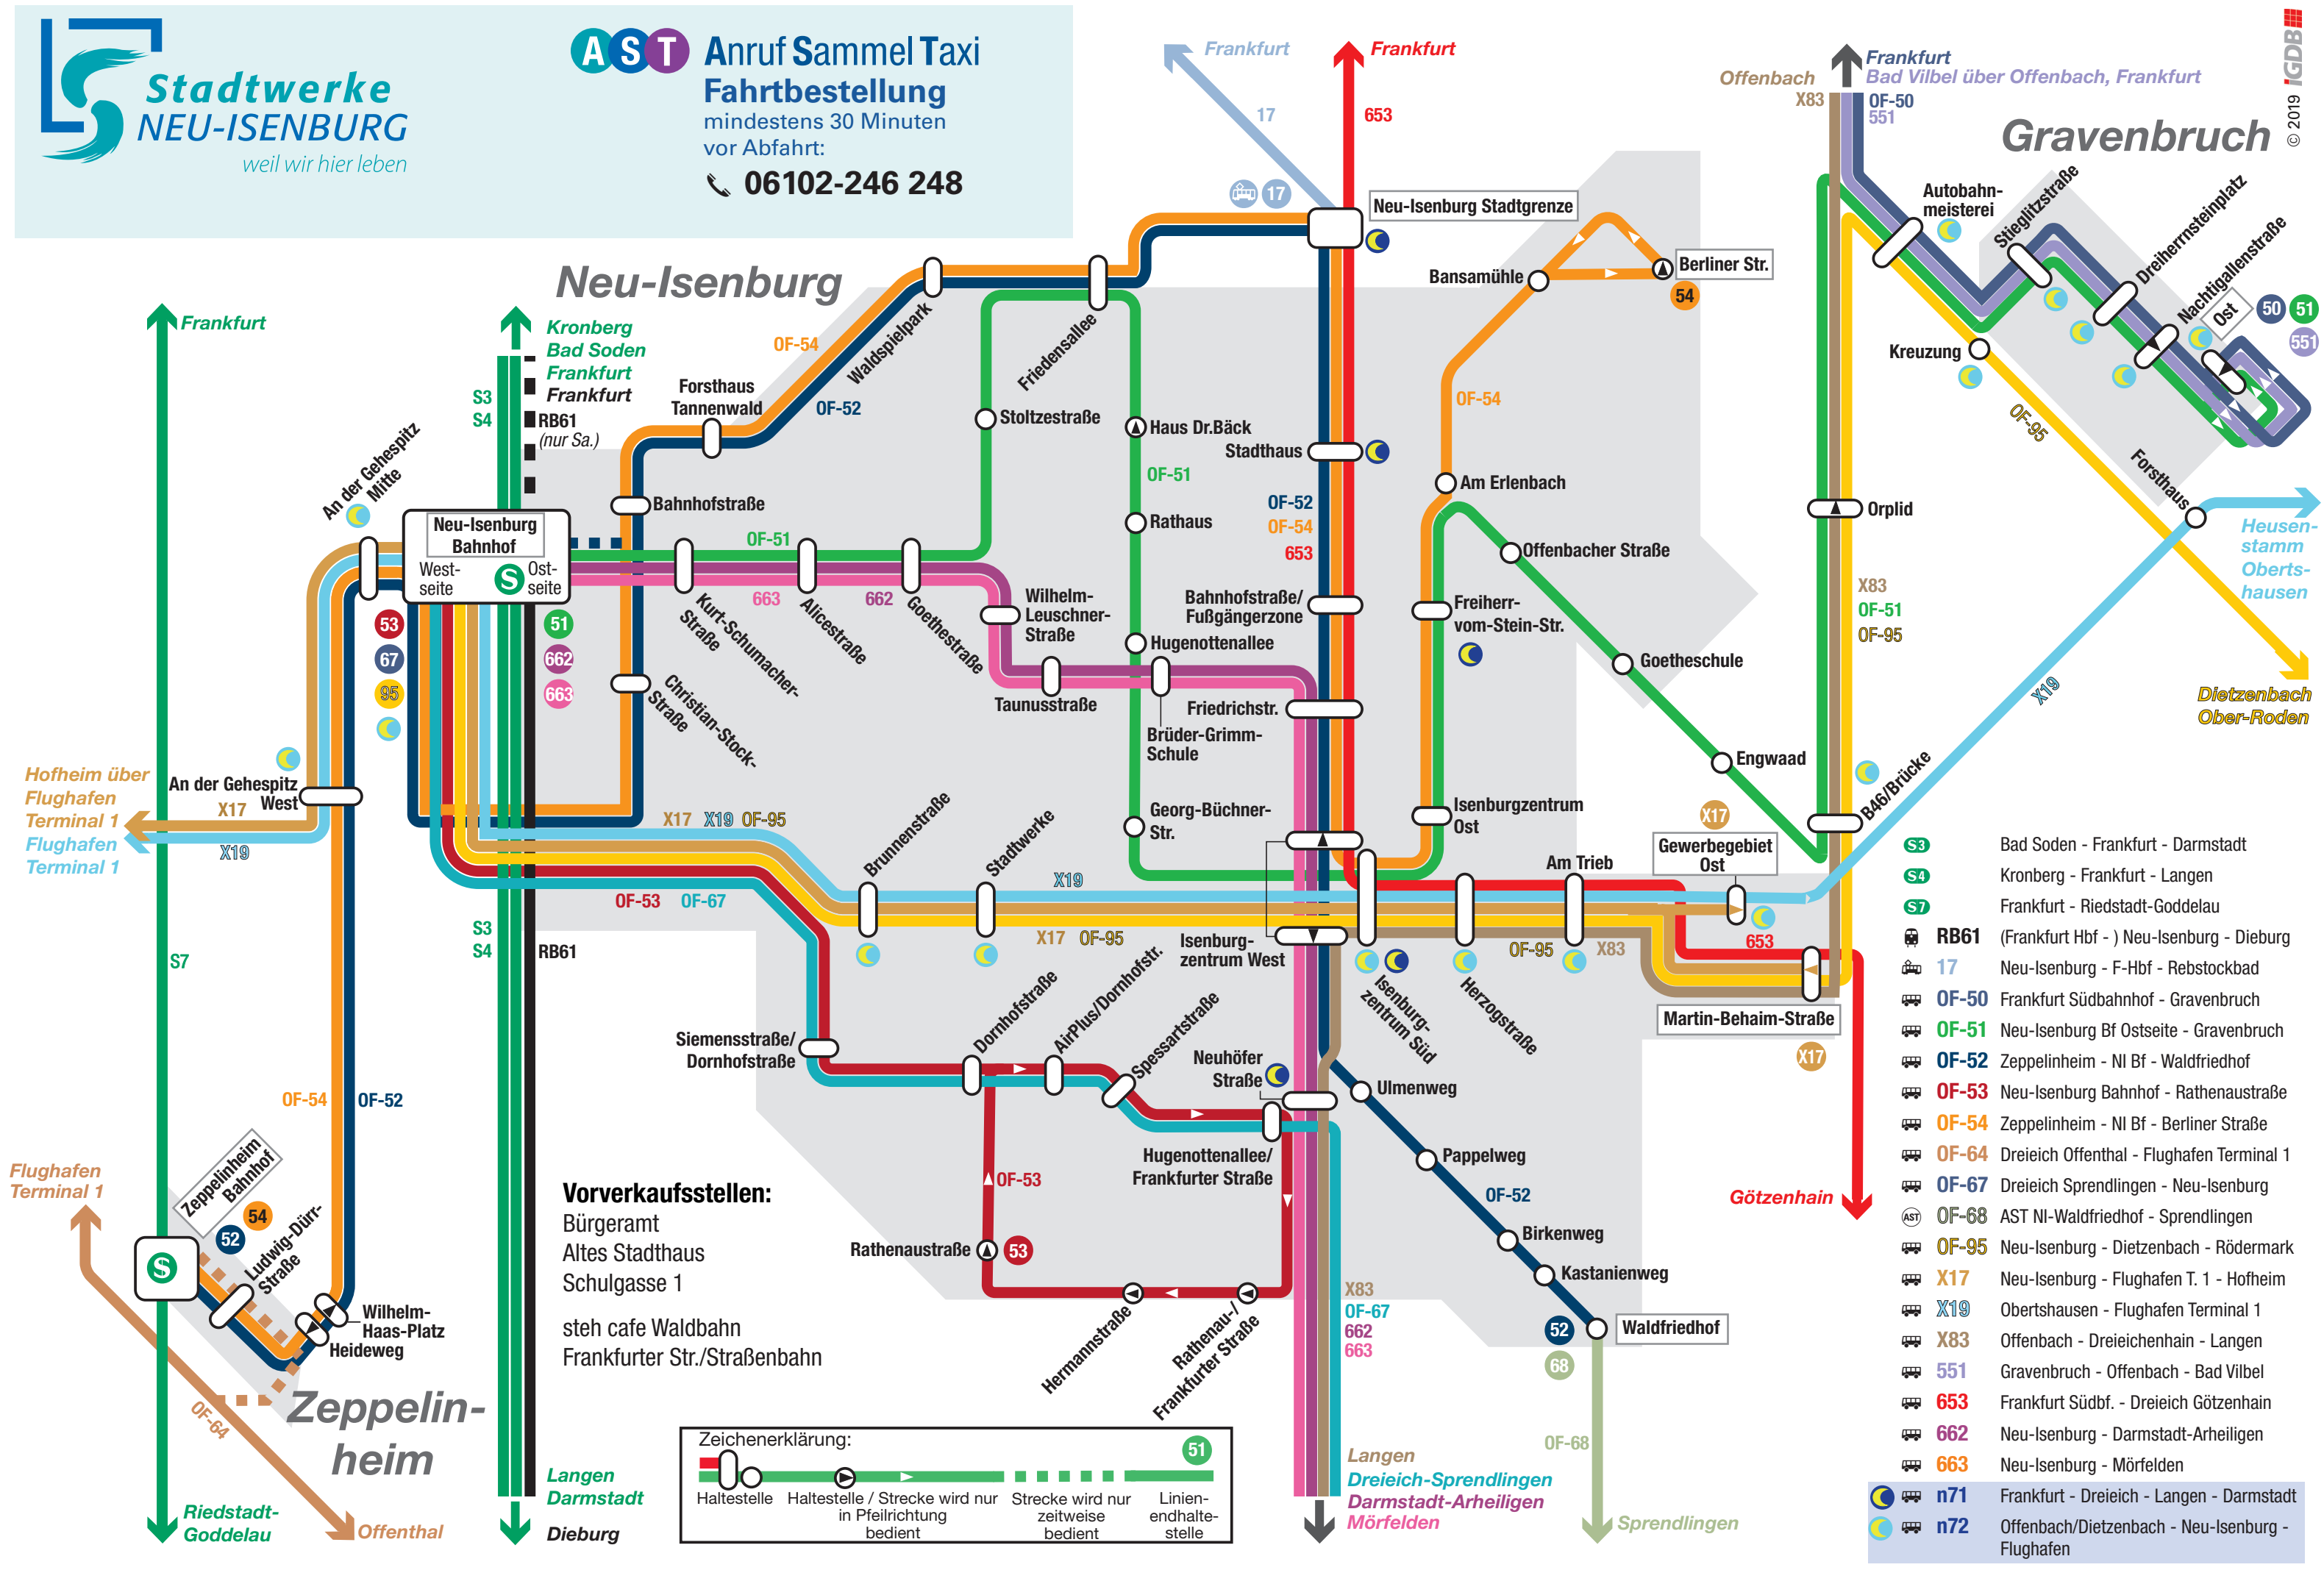 Stadtwerke
NEU-ISENBURG
weil wir hier leben
AST Anruf Sammel Taxi
Fahrtbestellung
mindestens 30 Minuten
vor Abfahrt:
06102-246 248
Frankfurt
17
17
Frankfurt
653
Offenbach
X83
Frankfurt
Bad Vilbel über Offenbach, Frankfurt
OF-50
551
© 2019 iGDB
Gravenbruch
Neu-Isenburg
Neu-Isenburg Stadtgrenze
Bansamühle
Berliner Str.
54
Autobahn-
meisterei
Stieglitzstraße
Dreiherrnsteinplatz
Nachtigallenstraße
Ost
50
51
551
Kreuzung
OF-95
Forsthaus
Heusen-
stamm
Oberts-
hausen
Dietzenbach
Ober-Roden
X19
Frankfurt
Kronberg
Bad Soden
Frankfurt
Frankfurt
S3
S4
RB61
(nur Sa.)
OF-54
OF-52
Waldspielpark
Friedensallee
Forsthaus
Tannenwald
Bahnhofstraße
Stoltzestraße
Haus Dr.Bäck
OF-51
Rathaus
Hugenottenallee
Stadthaus
OF-52
OF-54
653
Bahnhofstraße/
Fußgängerzone
Friedrichstr.
OF-54
Am Erlenbach
Offenbacher Straße
Freiherr-
vom-Stein-Str.
Goetheschule
Engwaad
Orplid
X83
OF-51
OF-95
B46/Brücke
An der Gehespitz
Mitte
Neu-Isenburg
Bahnhof
West-
seite
S
Ost-
seite
53
67
95
51
662
663
OF-51
663
662
Kurt-Schumacher-
Straße
Alicestraße
Goethestraße
Wilhelm-
Leuschner-
Straße
Taunusstraße
Brüder-Grimm-
Schule
Christian-Stock-
Straße
Georg-Büchner-
Str.
Isenburgzentrum
Ost
Hofheim über
Flughafen
Terminal 1
Flughafen
Terminal 1
An der Gehespitz
West
X17
X19
X17 X19 OF-95
Brunnenstraße
Stadtwerke
X19
X17 OF-95
OF-53 OF-67
S3
S4
RB61
S7
Isenburg-
zentrum West
Isenburg-
zentrum Süd
Herzogstraße
Am Trieb
OF-95
X83
X17
Gewerbegebiet
Ost
653
Martin-Behaim-Straße
X17
Götzenhain
Siemensstraße/
Dornhofstraße
Dornhofstraße
AirPlus/Dornhofstr.
Spessartstraße
Neuhöfer
Straße
Hugenottenallee/
Frankfurter Straße
OF-53
Rathenaustraße
53
Hermannstraße
Rathenau-/
Frankfurter Straße
Ulmenweg
Pappelweg
OF-52
Birkenweg
Kastanienweg
Waldfriedhof
52
68
OF-68
Sprendlingen
X83
OF-67
662
663
Langen
Dreieich-Sprendlingen
Darmstadt-Arheiligen
Mörfelden
OF-54
OF-52
Flughafen
Terminal 1
Zeppelinheim
Bahnhof
54
52
S
Ludwig-Dürr-
Straße
Wilhelm-
Haas-Platz
Heideweg
OF-64
Zeppelin-
heim
Riedstadt-
Goddelau
Offenthal
Langen
Darmstadt
Dieburg
Vorverkaufsstellen:
Bürgeramt
Altes Stadthaus
Schulgasse 1
steh cafe Waldbahn
Frankfurter Str./Straßenbahn
Zeichenerklärung:
51
Haltestelle
Haltestelle / Strecke wird nur
in Pfeilrichtung
bedient
Strecke wird nur
zeitweise
bedient
Linien-
endhalte-
stelle
S3 Bad Soden - Frankfurt - Darmstadt
S4 Kronberg - Frankfurt - Langen
S7 Frankfurt - Riedstadt-Goddelau
RB61 (Frankfurt Hbf - ) Neu-Isenburg - Dieburg
17 Neu-Isenburg - F-Hbf - Rebstockbad
OF-50 Frankfurt Südbahnhof - Gravenbruch
OF-51 Neu-Isenburg Bf Ostseite - Gravenbruch
OF-52 Zeppelinheim - NI Bf - Waldfriedhof
OF-53 Neu-Isenburg Bahnhof - Rathenaustraße
OF-54 Zeppelinheim - NI Bf - Berliner Straße
OF-64 Dreieich Offenthal - Flughafen Terminal 1
OF-67 Dreieich Sprendlingen - Neu-Isenburg
AST OF-68 AST NI-Waldfriedhof - Sprendlingen
OF-95 Neu-Isenburg - Dietzenbach - Rödermark
X17 Neu-Isenburg - Flughafen T. 1 - Hofheim
X19 Obertshausen - Flughafen Terminal 1
X83 Offenbach - Dreieichenhain - Langen
551 Gravenbruch - Offenbach - Bad Vilbel
653 Frankfurt Südbf. - Dreieich Götzenhain
662 Neu-Isenburg - Darmstadt-Arheiligen
663 Neu-Isenburg - Mörfelden
n71 Frankfurt - Dreieich - Langen - Darmstadt
n72 Offenbach/Dietzenbach - Neu-Isenburg -
Flughafen